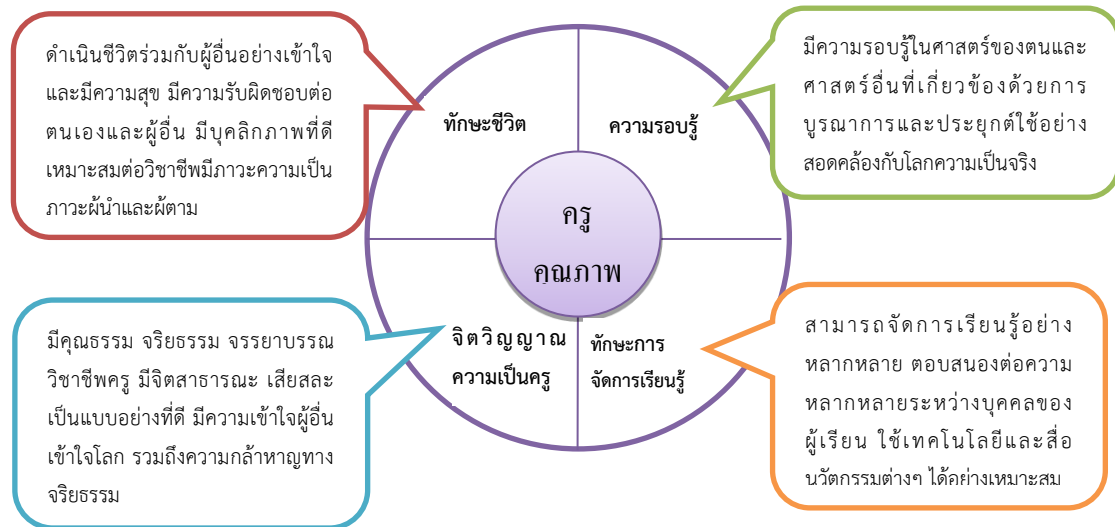 ดำเนินชีวิตร่วมกับผู้อื่นอย่างเข้าใจ
และมีความสุข มีความรับผิดชอบต่อ
ตนเองและผู้อื่น มีบุคลิกภาพที่ดี
เหมาะสมต่อวิชาชีพมีภาวะความเป็น
ภาวะผู้นำและผู้ตาม
ทักษะชีวิต
ความรอบรู้
มีความรอบรู้ในศาสตร์ของตนและ
ศาสตร์อื่นที่เกี่ยวข้องด้วยการ
บูรณาการและประยุกต์ใช้อย่าง
สอดคล้องกับโลกความเป็นจริง
ครู
คุณภาพ
มีคุณธรรม จริยธรรม จรรยาบรรณ
วิชาชีพครู มีจิตสาธารณะ เสียสละ
เป็นแบบอย่างที่ดี มีความเข้าใจผู้อื่น
เข้าใจโลก รวมถึงความกล้าหาญทาง
จริยธรรม
จิตวิญญาณ
ความเป็นครู
ทักษะการ
จัดการเรียนรู้
สามารถจัดการเรียนรู้อย่าง
หลากหลาย ตอบสนองต่อความ
หลากหลายระหว่างบุคคลของ
ผู้เรียน ใช้เทคโนโลยีและสื่อ
นวัตกรรมต่างๆ ได้อย่างเหมาะสม